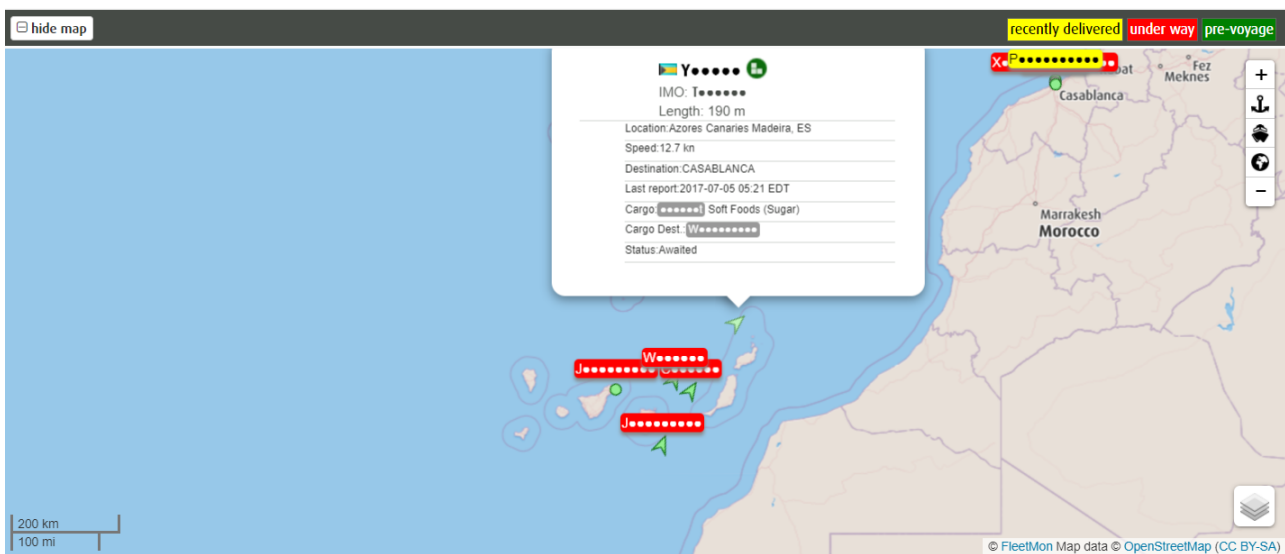 hide map
recently delivered under way pre-voyage
Y●●●●●
IMO: T●●●●●●
Length: 190 m
Location:Azores Canaries Madeira, ES
Speed:12.7 kn
Destination:CASABLANCA
Last report:2017-07-05 05:21 EDT
Cargo:●●●●●●t Soft Foods (Sugar)
Cargo Dest.:W●●●●●●●●●
Status:Awaited
X● P●●●●●●●●●●
Fez
Meknes
Casablanca
Marrakesh
Morocco
W●●●●●●
J●●●●●●●●●
J●●●●●●●●●
200 km
100 mi
© FleetMon Map data © OpenStreetMap (CC BY-SA)